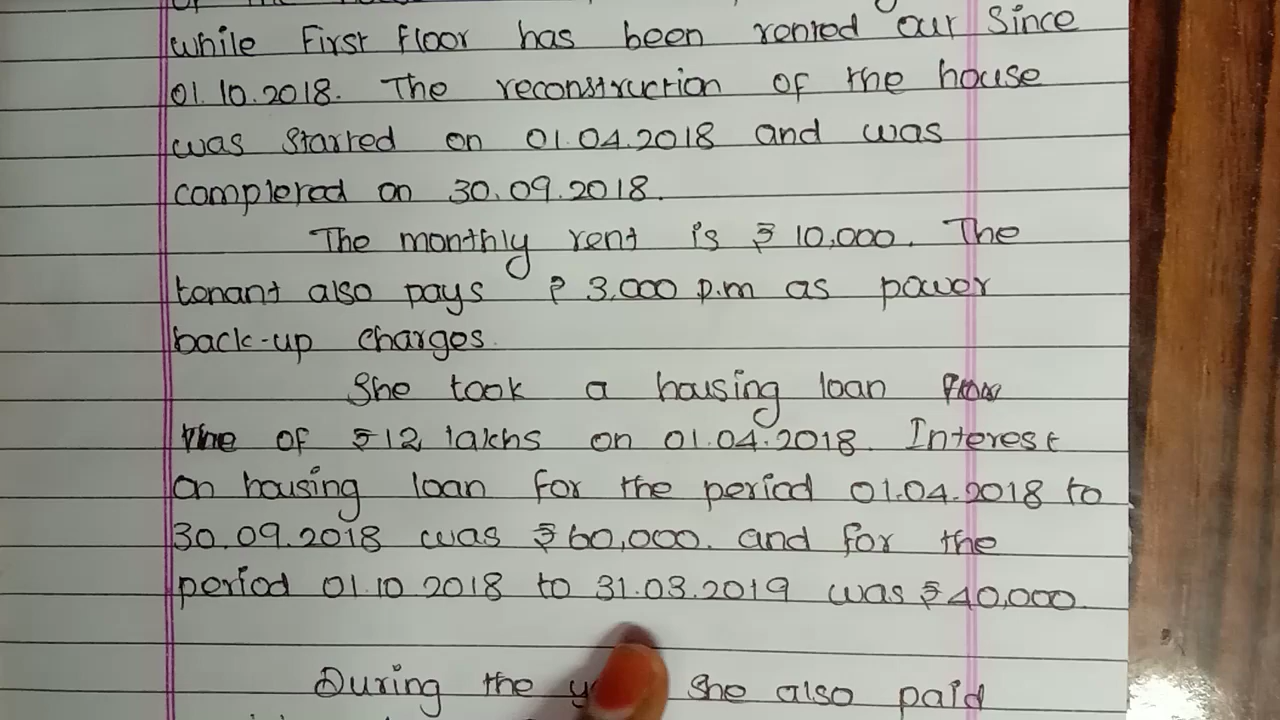 while First Floor has been rented out Since
01.10.2018. The reconstruction of the house
was Started on 01.04.2018 and was
completed on 30.09.2018.
The monthly rent is ₹ 10,000. The
tenant also pays ₹ 3,000 p.m as power
back-up charges.
She took a housing loan
of ₹12 lakhs on 01.04.2018. Interest
on housing loan for the period 01.04.2018 to
30.09.2018 was ₹60,000. and for the
period 01.10 2018 to 31.03.2019 was ₹40,000
During the She also paid